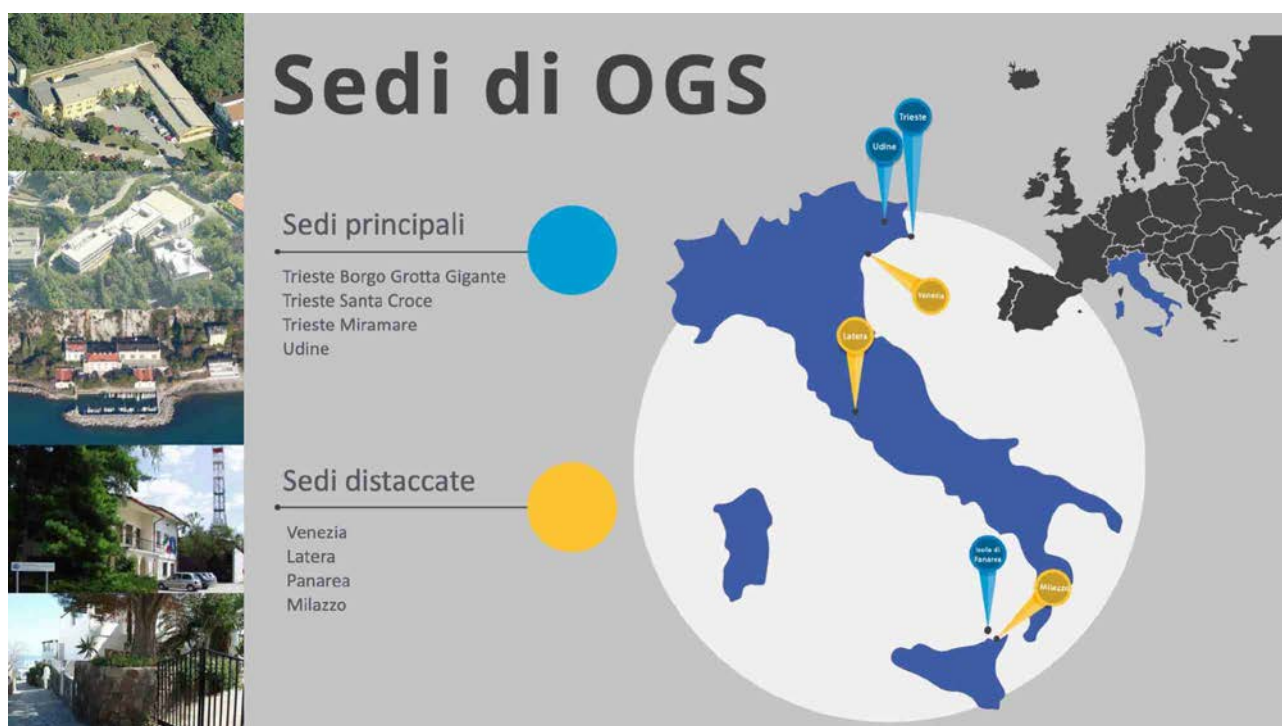 Sedi di OGS
Sedi principali
Trieste Borgo Grotta Gigante
Trieste Santa Croce
Trieste Miramare
Udine
Sedi distaccate
Venezia
Latera
Panarea
Milazzo
Trieste
Udine
Venezia
Latera
Isola di
Panarea
Milazzo